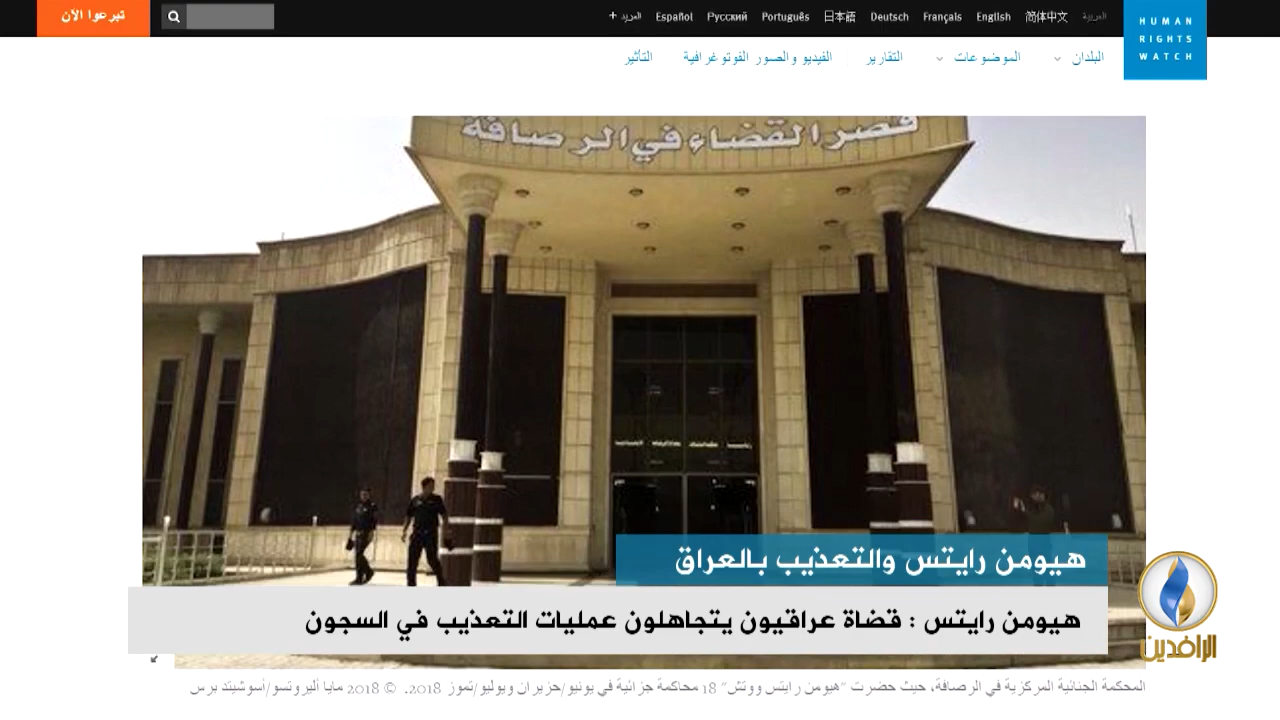 العربية 简体中文 English Français Deutsch 日本語 Português Русский Español المزيد +
تبرعوا الآن
HUMAN
RIGHTS
WATCH
البلدان الموضوعات التقارير الفيديو والصور الفوتوغرافية التأثير
قصر القضاء في الرصافة
هيومن رايتس والتعذيب بالعراق
هيومن رايتس : قضاة عراقيون يتجاهلون عمليات التعذيب في السجون
الرافدين
المحكمة الجنائية المركزية في الرصافة، حيث حضرت "هيومن رايتس ووتش" 18 محاكمة جزائية في يونيو/حزيران ويوليو/تموز 2018. © 2018 مايا أليروتسو/أسوشيتد برس